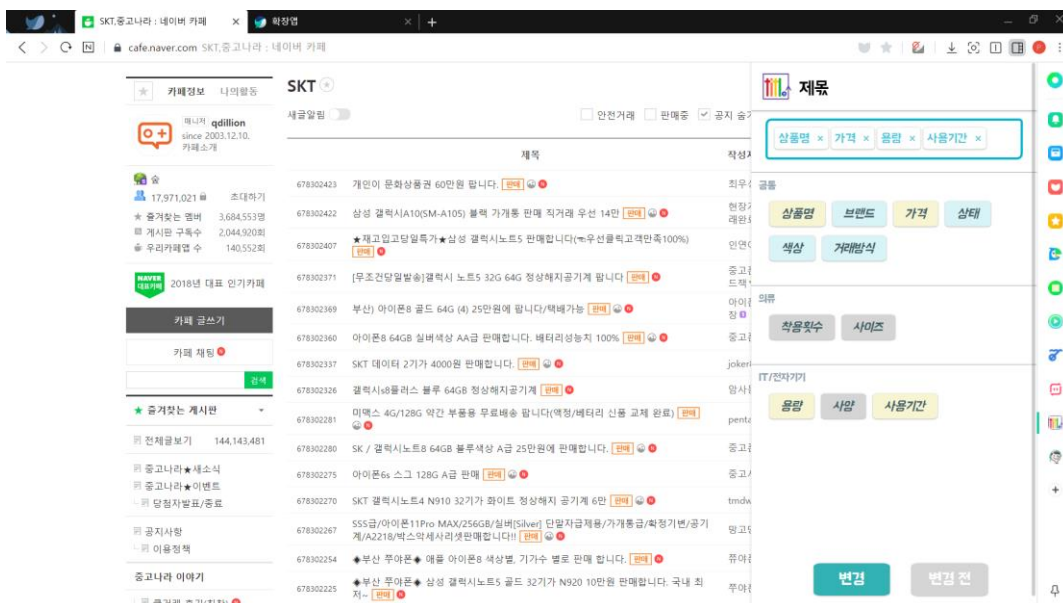 SKT,중고나라 : 네이버 카페 ×
확장앱 × +
cafe.naver.com SKT,중고나라 : 네이버 카페
카페정보 나의활동
매니저 qdillion
since 2003.12.10.
카페소개
숲
17,971,021 초대하기
즐겨찾는 멤버 3,684,553명
게시판 구독수 2,044,920회
우리카페앱 수 140,552회
NAVER 대표카페 2018년 대표 인기카페
카페 글쓰기
카페 채팅
검색
★ 즐겨찾는 게시판
전체글보기 144,143,481
중고나라★새소식
중고나라★이벤트
당첨자발표/종료
공지사항
이용정책
중고나라 이야기
SKT
새글알림
안전거래 판매중 공지 숨기
제목 작성자
678302423 개인이 문화상품권 60만원 팝니다. 판매 N
678302422 삼성 갤럭시A10(SM-A105) 블랙 가개통 판매 직거래 우선 14만 판매 N
678302407 ★재고입고당일특가★삼성 갤럭시노트5 판매합니다(☜우선클릭고객만족100%)
판매 N
678302371 [무조건당일발송]갤럭시 노트5 32G 64G 정상해지공기계 팝니다 판매 N
678302369 부산) 아이폰8 골드 64G (4) 25만원에 팝니다/택배가능 판매 N
678302360 아이폰8 64GB 실버색상 AA급 판매합니다. 배터리성능치 100% 판매 N
678302337 SKT 데이터 2기가 4000원 판매합니다. 판매 N joker
678302326 갤럭시s8플러스 블루 64GB 정상해지공기계 판매 N
678302281 미맥스 4G/128G 약간 부품용 무료배송 팝니다(액정/베터리 신품 교체 완료) 판매
N penta
678302280 SK / 갤럭시노트8 64GB 블루색상 A급 25만원에 판매합니다. 판매 N
678302275 아이폰6s 스그 128G A급 판매 판매 N
678302270 SKT 갤럭시노트4 N910 32기가 화이트 정상해지 공기계 6만 판매 N tmdw
678302267 SSS급/아이폰11Pro MAX/256GB/실버[Silver] 단말자급제용/가개통급/확정기변/공기
계/A2218/박스악세사리셋판매합니다!! 판매 N
678302254 ◈부산 쭈야폰◈ 애플 아이폰8 색상별, 기가수 별로 판매 합니다. 판매 N
678302225 ◈부산 쭈야폰◈ 삼성 갤럭시노트5 골드 32기가 N920 10만원 판매합니다. 국내 최
저~ 판매 N
title 제목
상품명 × 가격 × 용량 × 사용기간 ×
공통
상품명 브랜드 가격 상태
색상 거래방식
의류
착용횟수 사이즈
IT/전자기기
용량 사양 사용기간
변경 변경 전